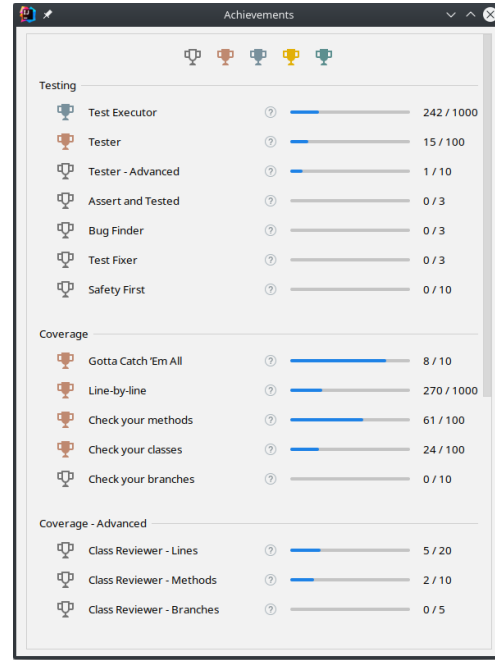 Achievements
Testing
Test Executor 242 / 1000
Tester 15 / 100
Tester - Advanced 1 / 10
Assert and Tested 0 / 3
Bug Finder 0 / 3
Test Fixer 0 / 3
Safety First 0 / 10
Coverage
Gotta Catch 'Em All 8 / 10
Line-by-line 270 / 1000
Check your methods 61 / 100
Check your classes 24 / 100
Check your branches 0 / 10
Coverage - Advanced
Class Reviewer - Lines 5 / 20
Class Reviewer - Methods 2 / 10
Class Reviewer - Branches 0 / 5